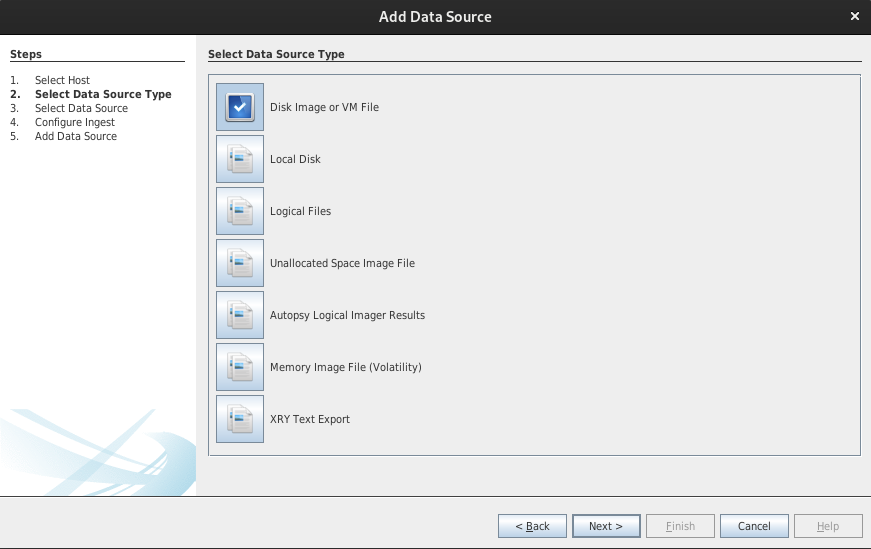 Add Data Source
×
Steps
1. Select Host
2. Select Data Source Type
3. Select Data Source
4. Configure Ingest
5. Add Data Source
Select Data Source Type
Disk Image or VM File
Local Disk
Logical Files
Unallocated Space Image File
Autopsy Logical Imager Results
Memory Image File (Volatility)
XRY Text Export
< Back
Next >
Finish
Cancel
Help